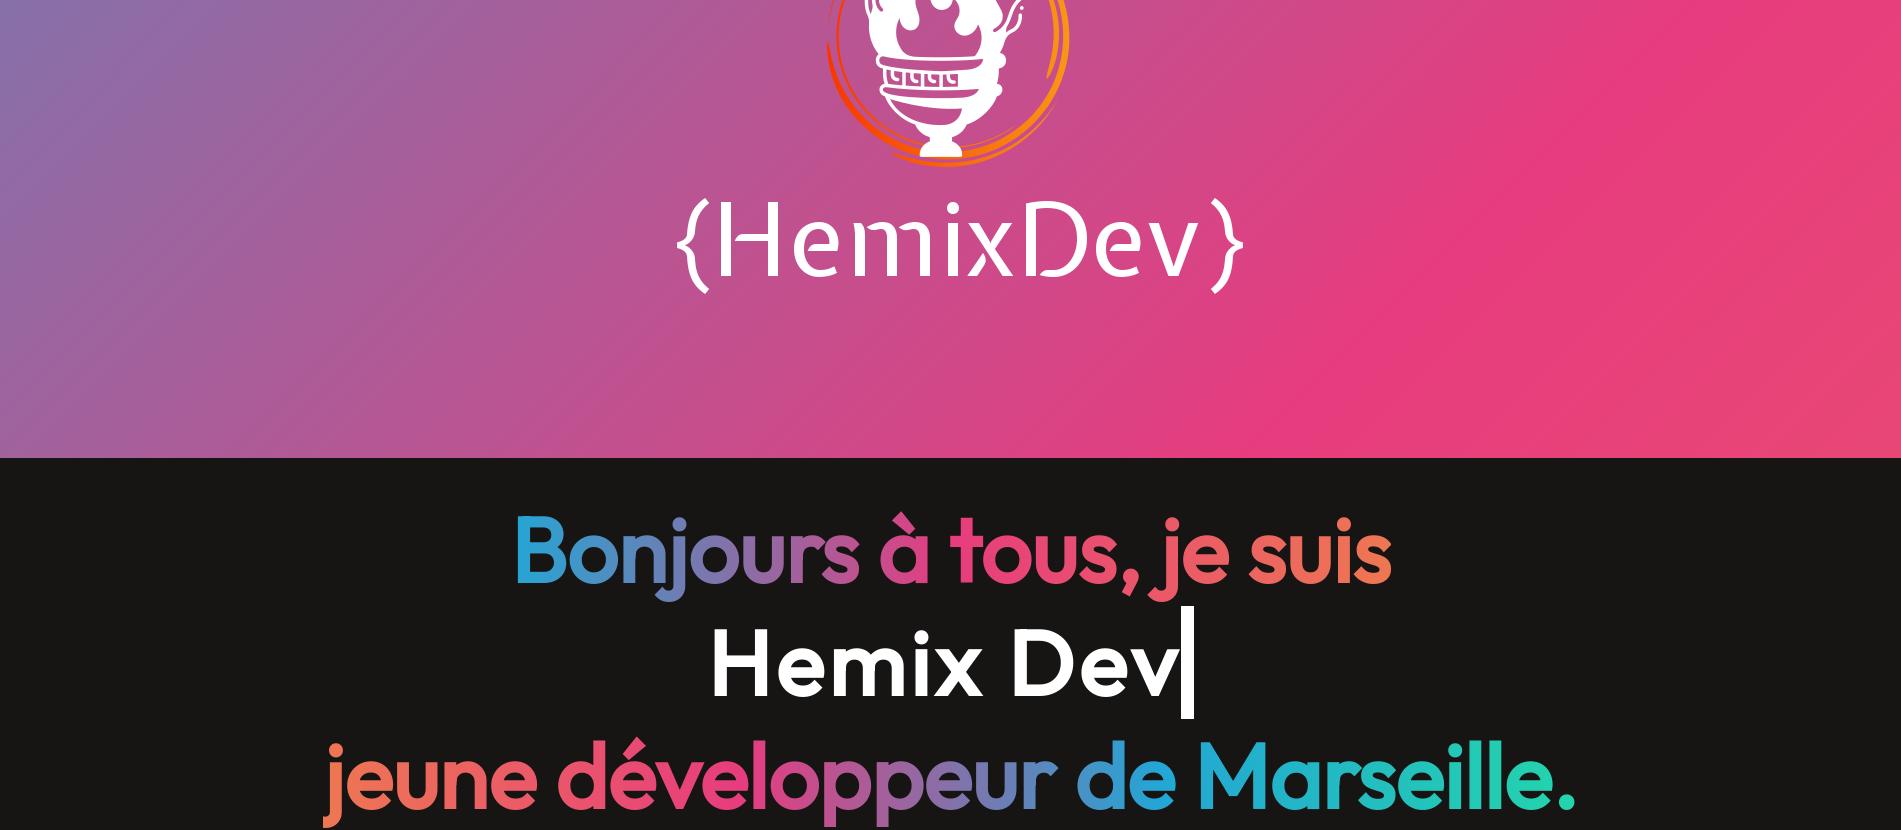 {HemixDev}
Bonjours à tous, je suis
Hemix Dev
jeune développeur de Marseille.